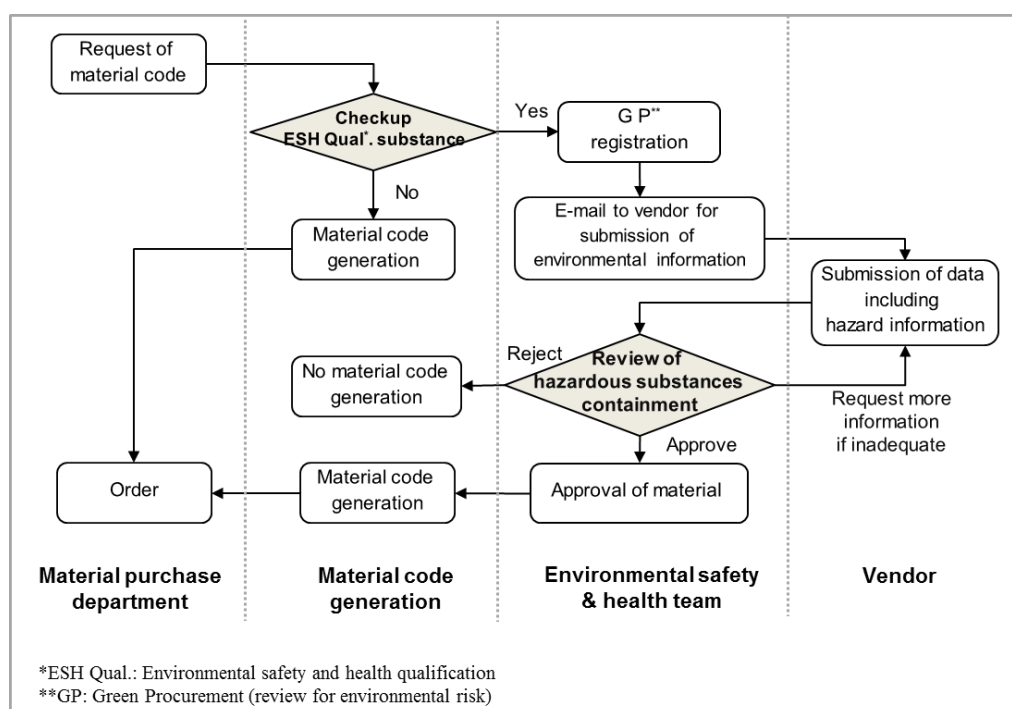 Request of
material code
Checkup
ESH Qual*. substance
Yes
G P**
registration
No
E-mail to vendor for
submission of
environmental information
Material code
generation
Submission of data
including
hazard information
Reject
Review of
hazardous substances
containment
No material code
generation
Request more
information
if inadequate
Approve
Order
Material code
generation
Approval of material
Material purchase
department
Material code
generation
Environmental safety
& health team
Vendor
*ESH Qual.: Environmental safety and health qualification
**GP: Green Procurement (review for environmental risk)